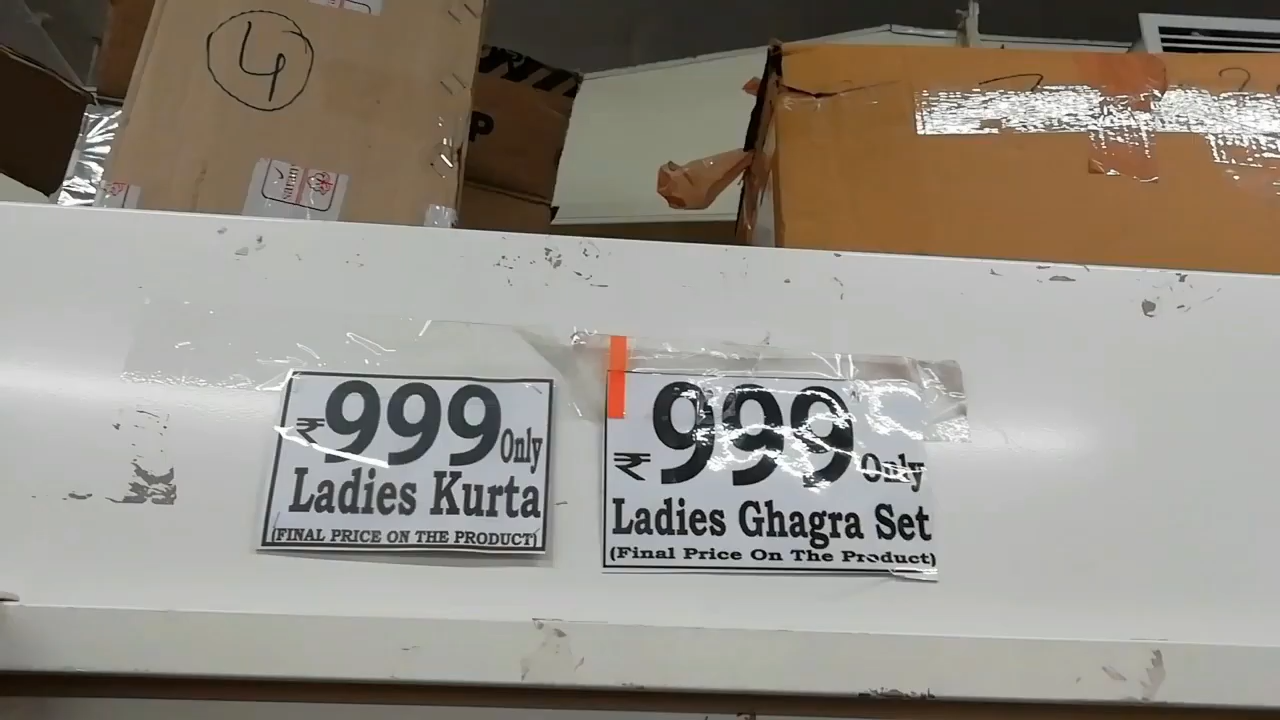 4
P
saram
₹999 Only
Ladies Kurta
(FINAL PRICE ON THE PRODUCT)
₹999 Only
Ladies Ghagra Set
(Final Price On The Product)